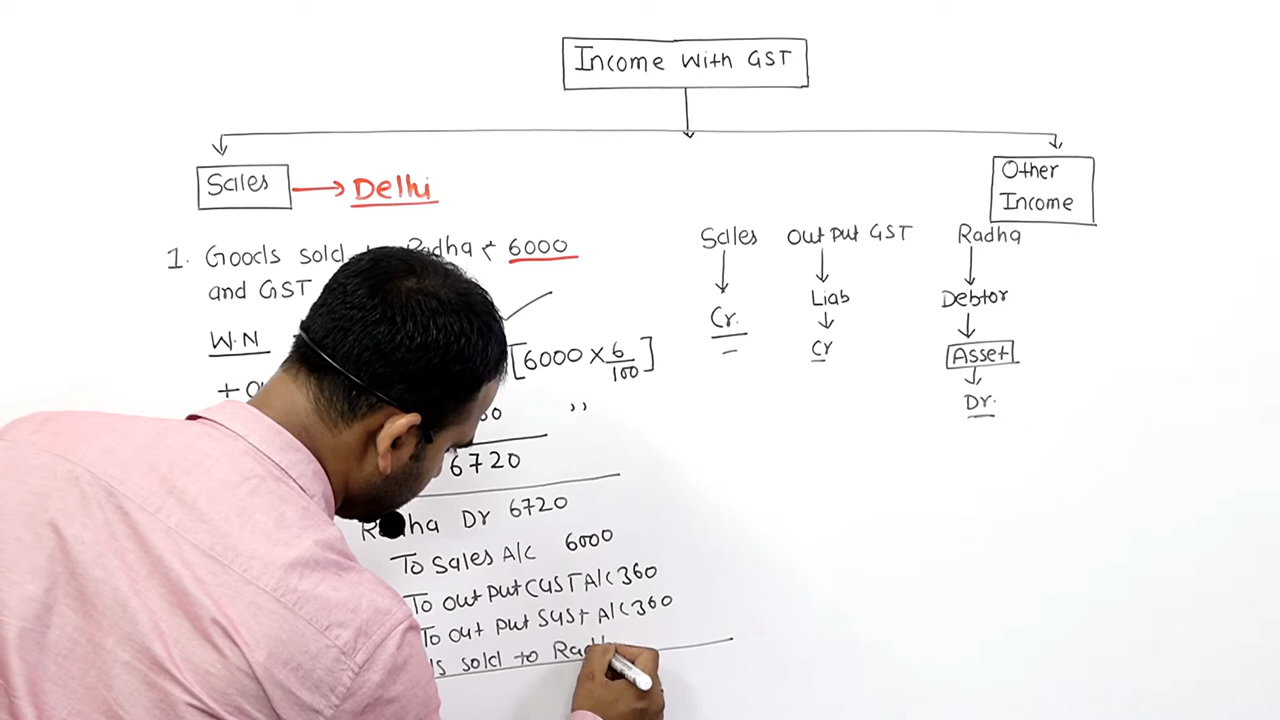 Income With GST
Sales → Delhi
Other
Income
1. Goods sold Radha ₹ 6000
and GST
W.N
[6000 × 6/100]
,,
6720
Radha Dr 6720
To Sales A/c 6000
To out put CGST A/c 360
To out put SGST A/c 360
sold to Radh
Sales
Cr.
Out put GST
Liab
Cr
Radha
Debtor
Asset
Dr.